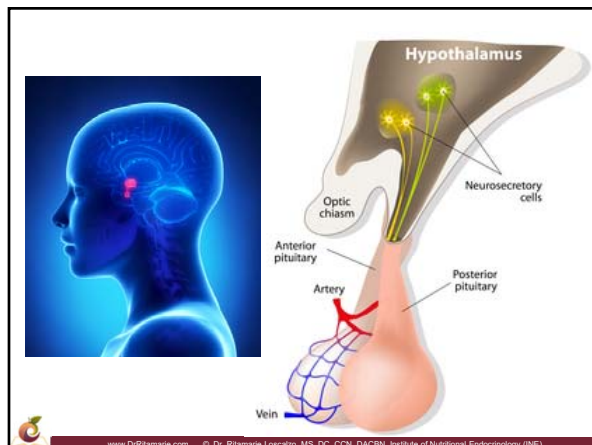 Hypothalamus
Neurosecretory
cells
Optic
chiasm
Anterior
pituitary
Artery
Posterior
pituitary
Vein
www.DrRitamarie.com © Dr. Ritamarie Loscalzo, MS, DC, CCN, DACBN, Institute of Nutritional Endocrinology (INE)